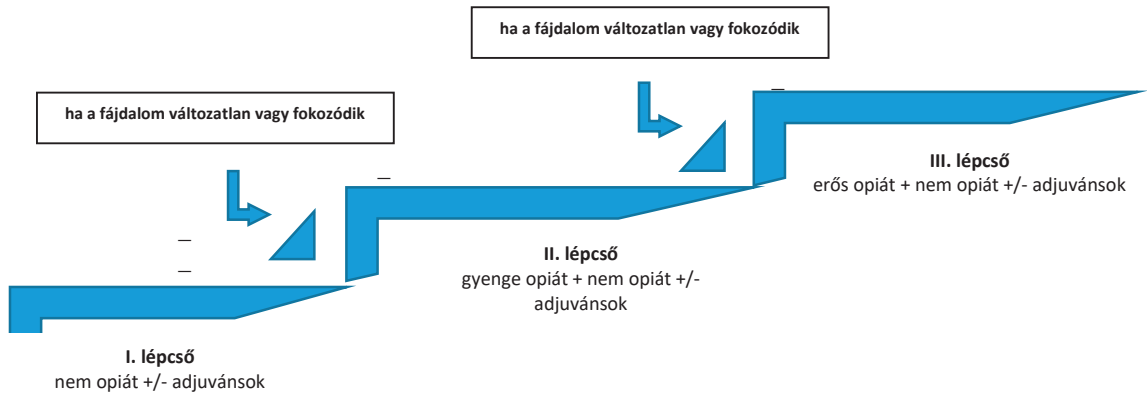 ha a fájdalom változatlan vagy fokozódik
ha a fájdalom változatlan vagy fokozódik
III. lépcső
erős opiát + nem opiát +/- adjuvánsok
II. lépcső
gyenge opiát + nem opiát +/-
adjuvánsok
I. lépcső
nem opiát +/- adjuvánsok